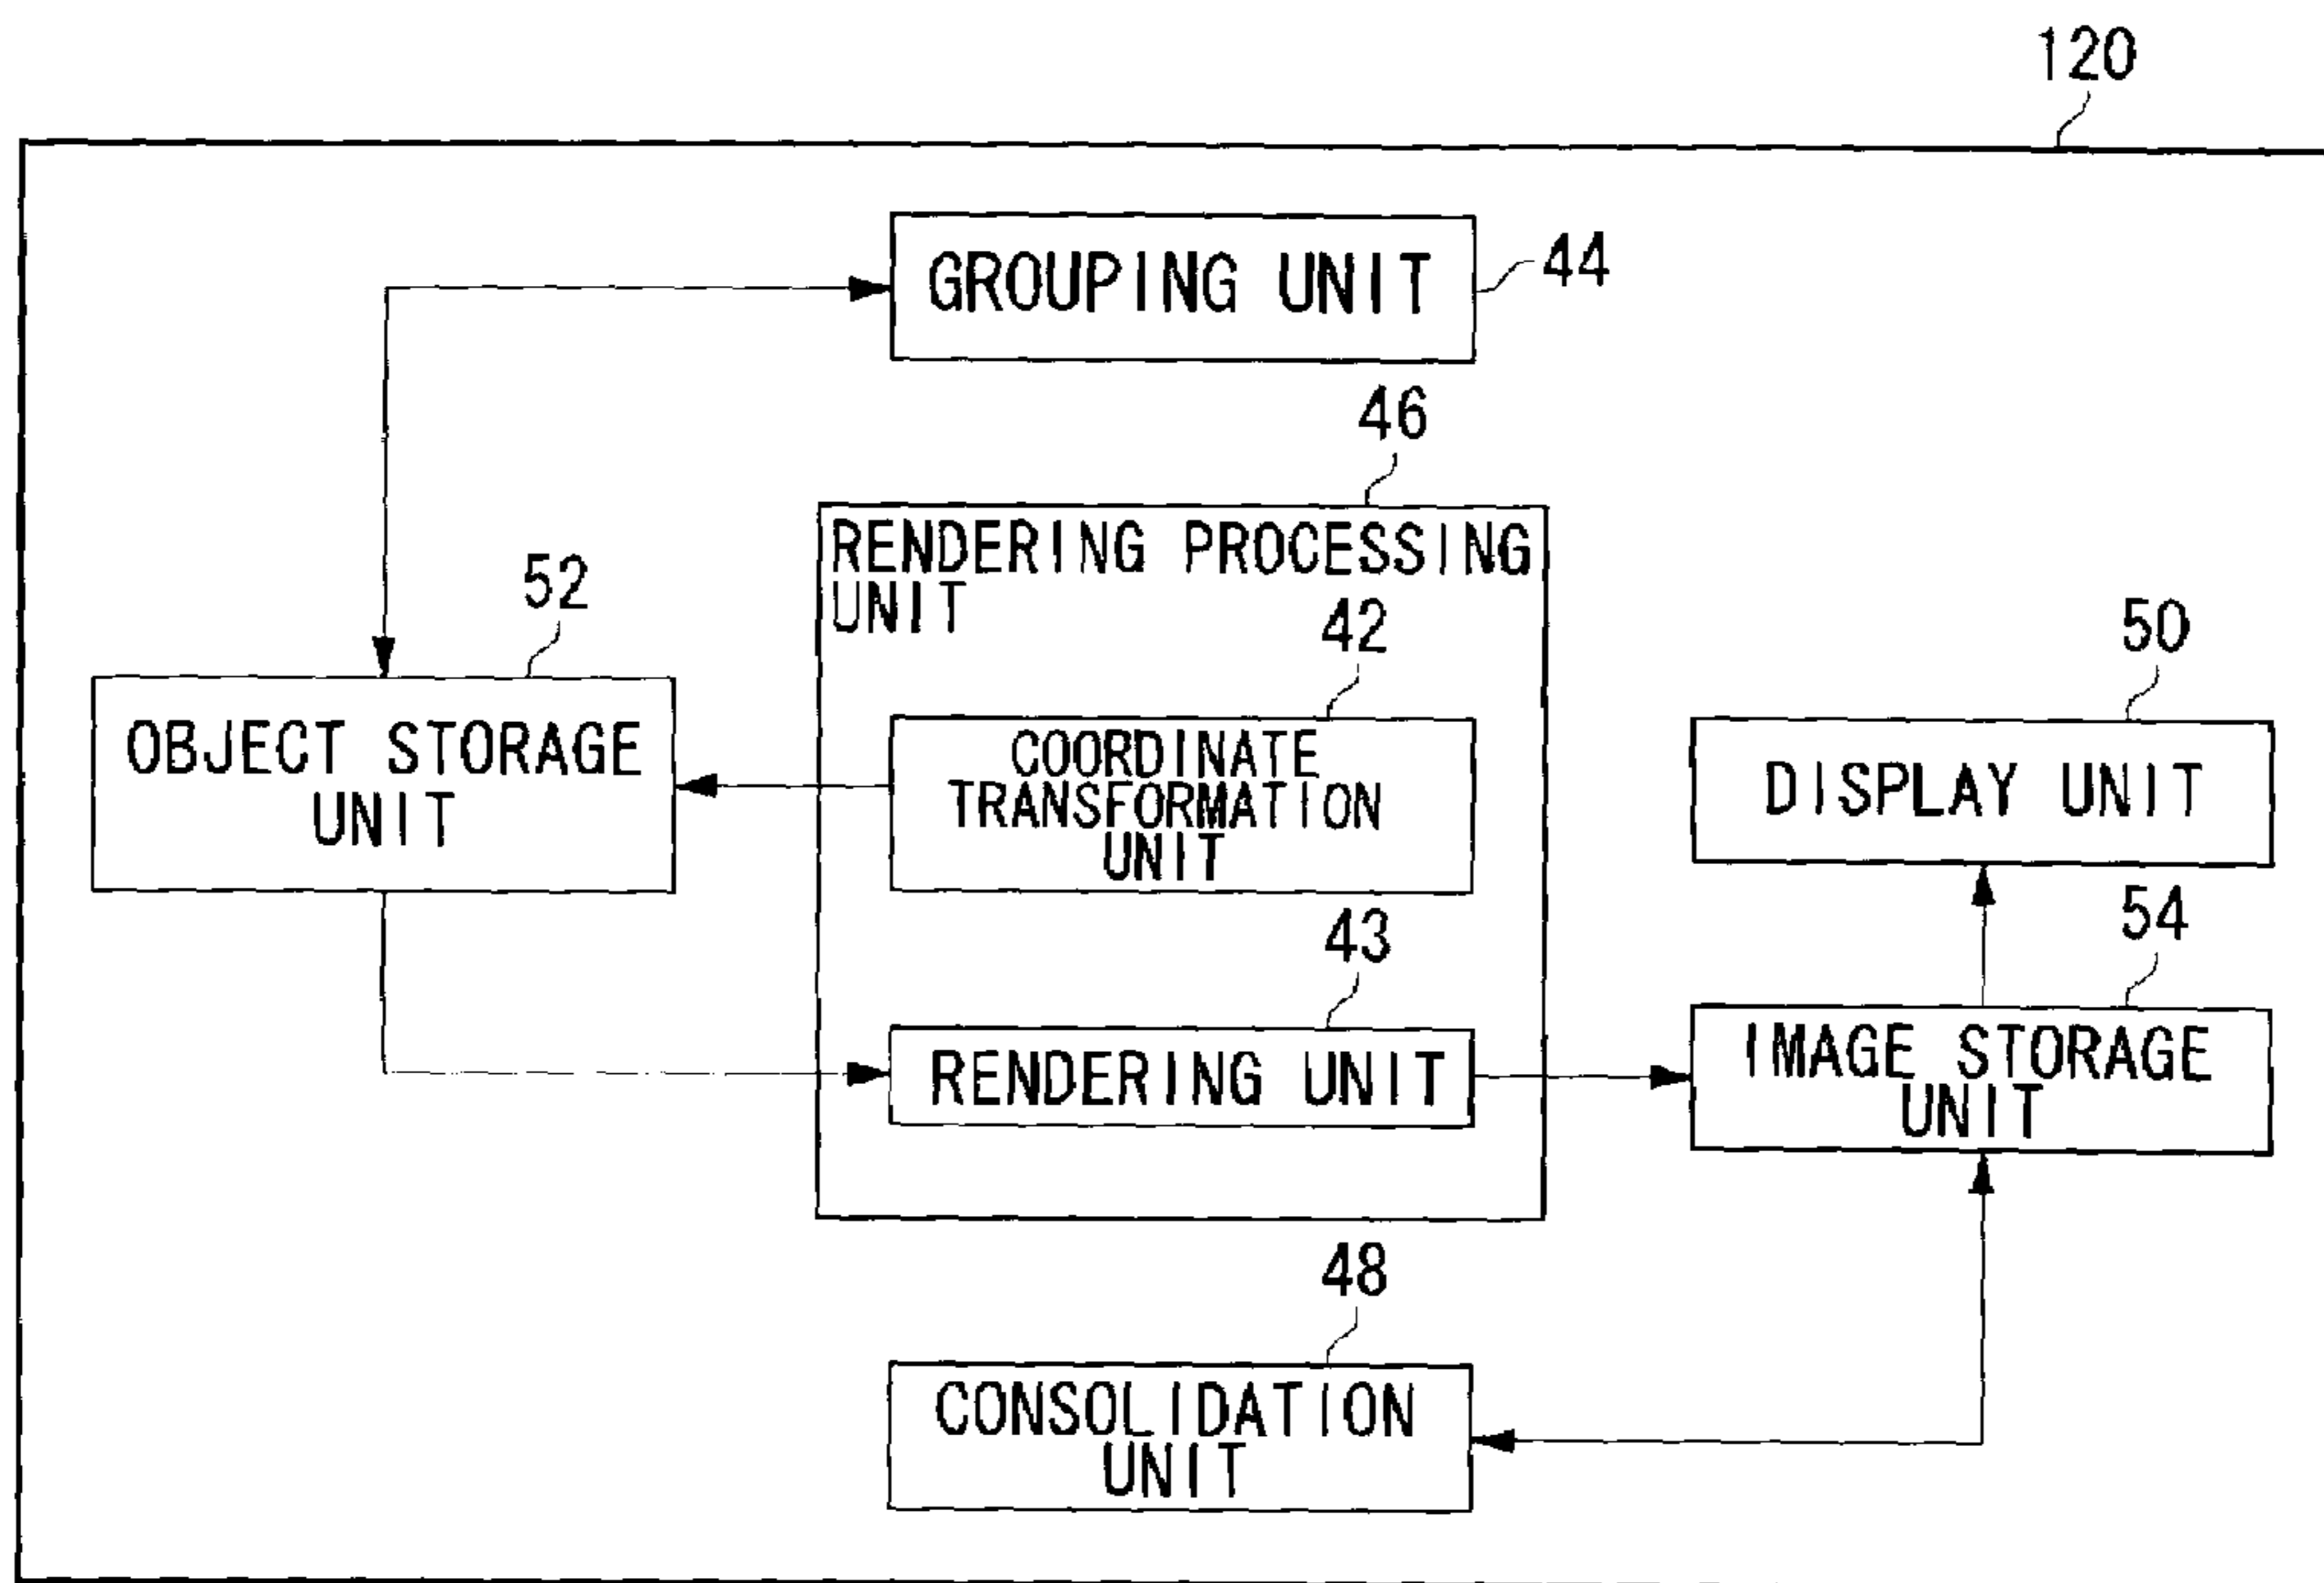 120
GROUPING UNIT
44
46
RENDERING PROCESSING
UNIT
52
42
50
OBJECT STORAGE
UNIT
COORDINATE
TRANSFORMATION
UNIT
DISPLAY UNIT
43
54
RENDERING UNIT
IMAGE STORAGE
UNIT
48
CONSOLIDATION
UNIT